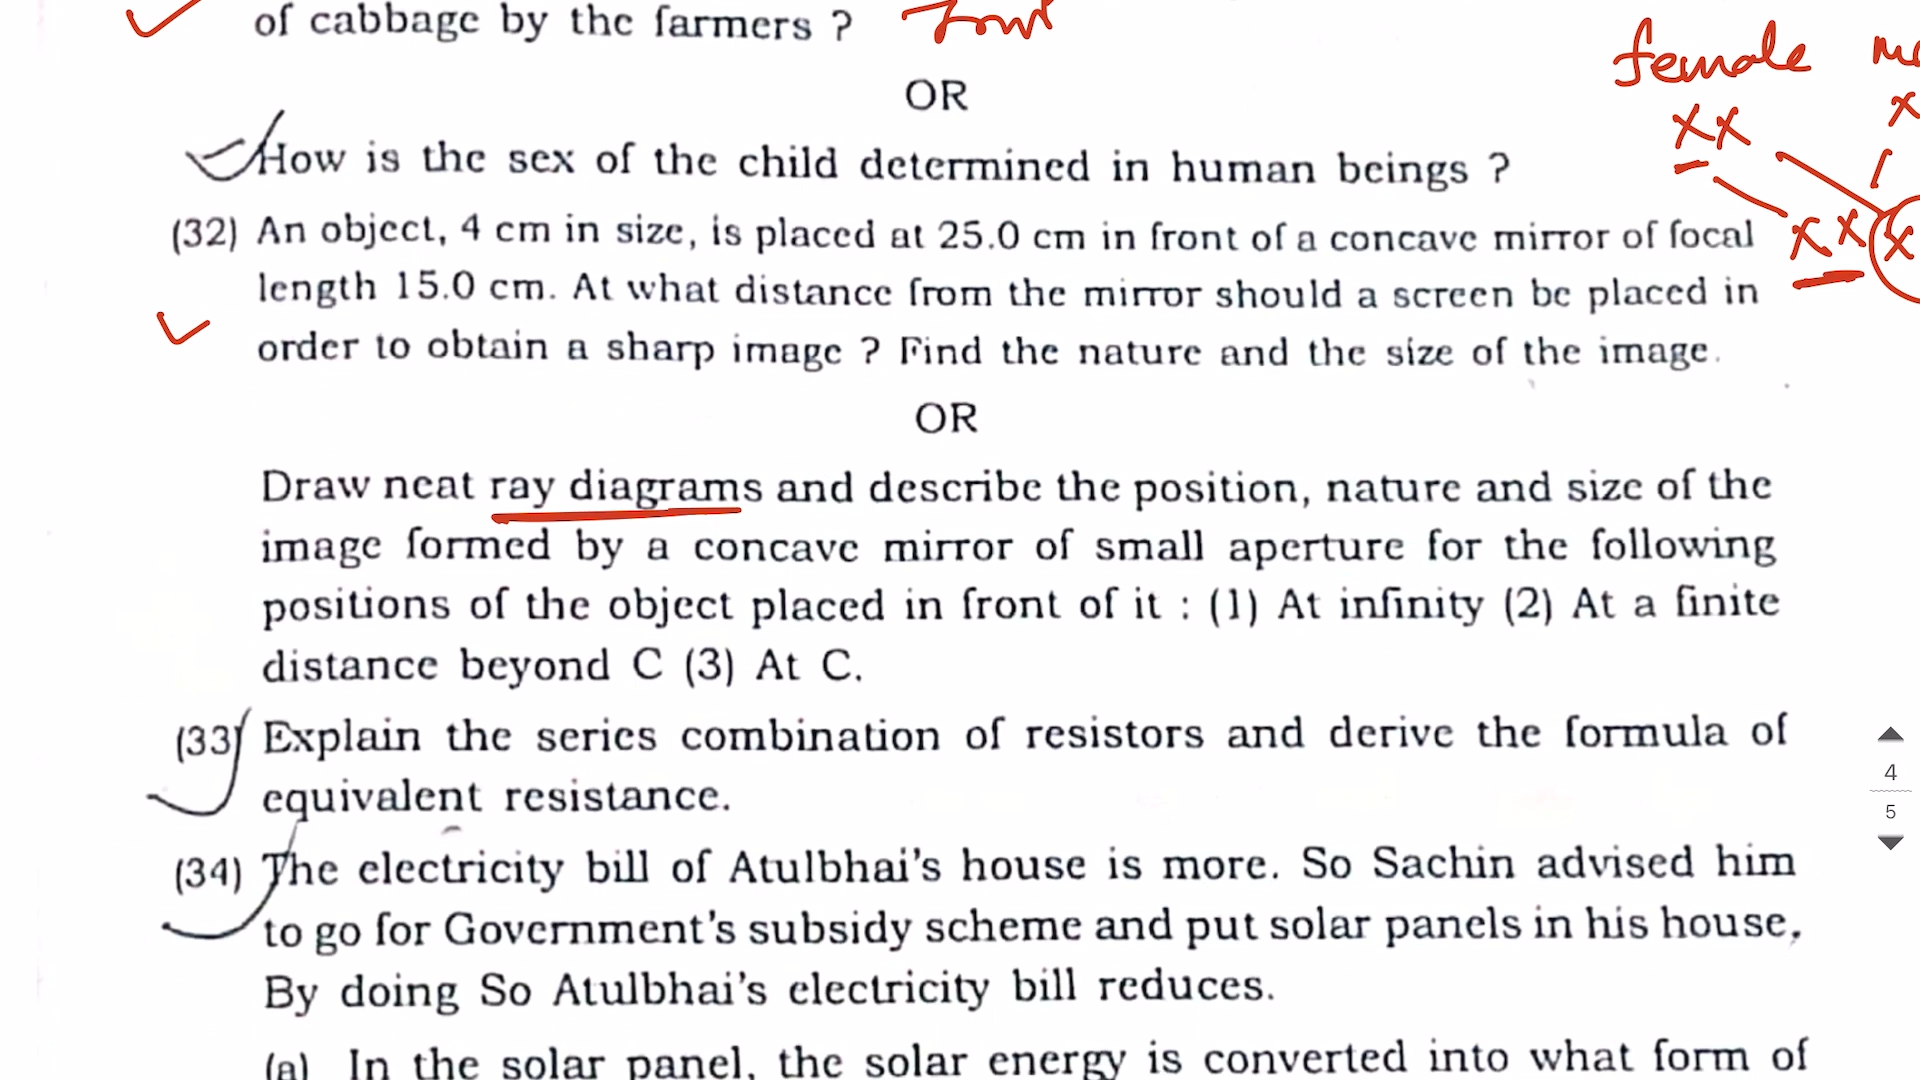 of cabbage by the farmers ?
female
OR
XX X
How is the sex of the child determined in human beings ?
(32) An object, 4 cm in size, is placed at 25.0 cm in front of a concave mirror of focal
XX X
length 15.0 cm. At what distance from the mirror should a screen be placed in
order to obtain a sharp image ? Find the nature and the size of the image.
OR
Draw neat ray diagrams and describe the position, nature and size of the
image formed by a concave mirror of small aperture for the following
positions of the object placed in front of it : (1) At infinity (2) At a finite
distance beyond C (3) At C.
(33) Explain the series combination of resistors and derive the formula of
equivalent resistance.
4
5
(34) The electricity bill of Atulbhai's house is more. So Sachin advised him
to go for Government's subsidy scheme and put solar panels in his house,
By doing So Atulbhai's electricity bill reduces.
(a) In the solar panel, the solar energy is converted into what form of